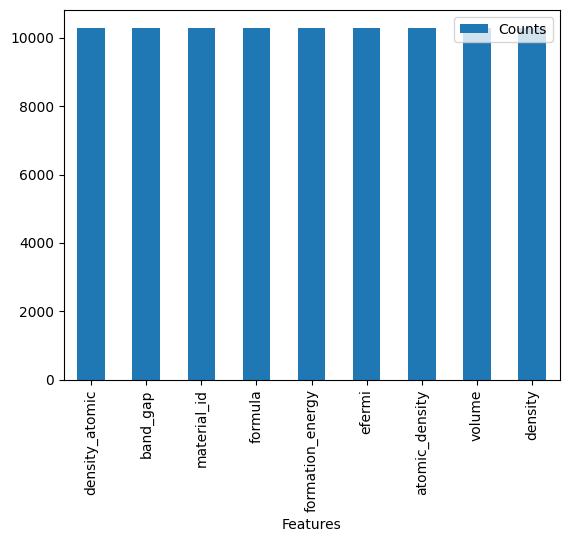 Counts
10000
8000
6000
4000
2000
0
density_atomic
band_gap
material_id
formula
formation_energy
efermi
atomic_density
volume
density
Features